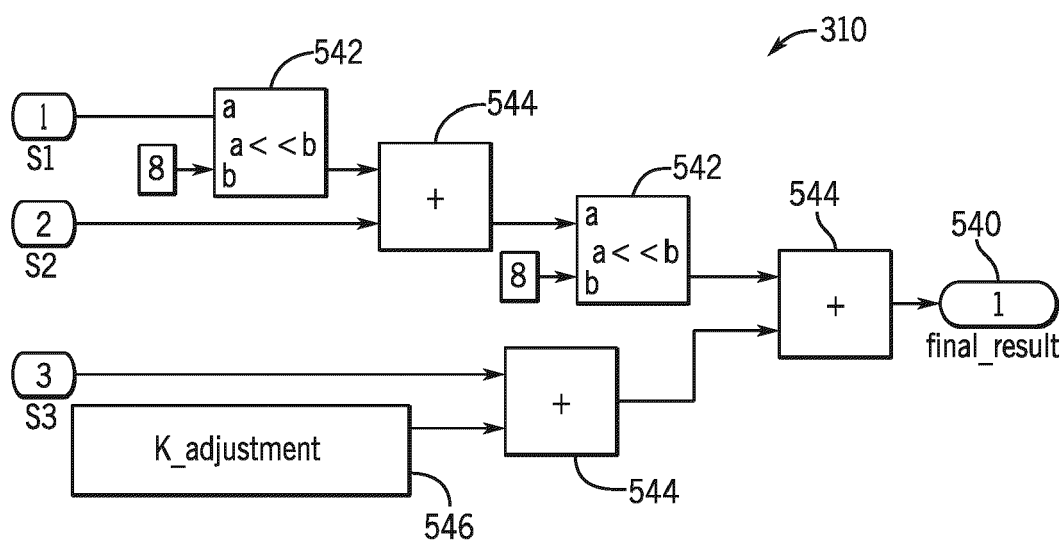 310
542
1
S1
a
a< <b
8
b
544
+
2
S2
542
a
a< <b
8
b
544
+
540
1
final_result
3
S3
+
544
K_adjustment
546